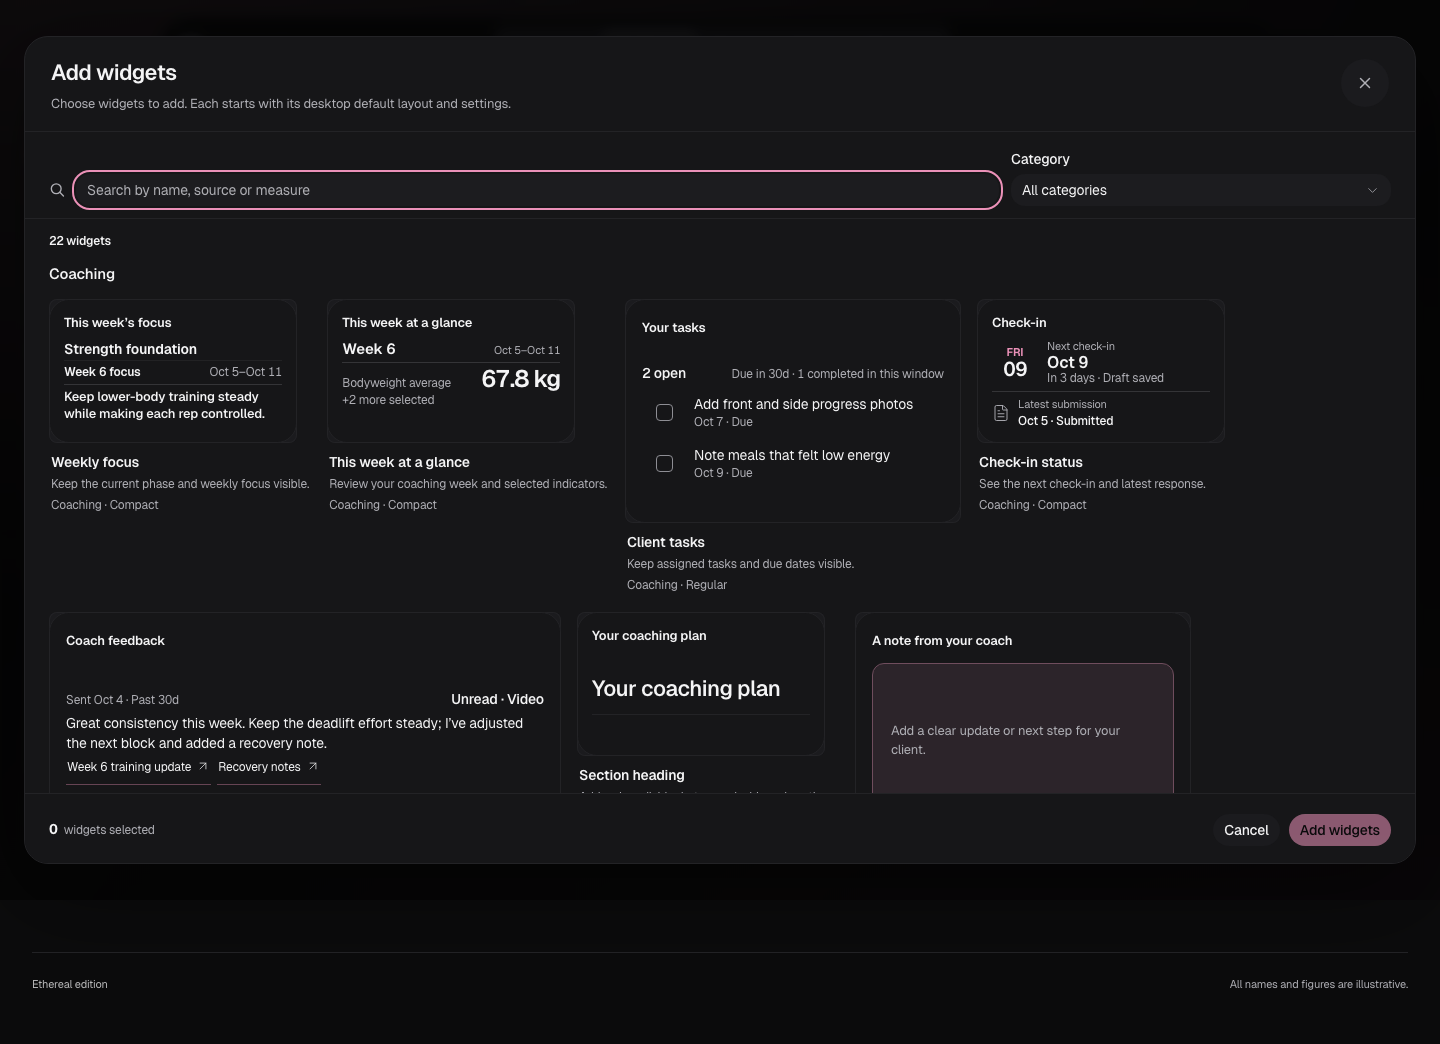 Add widgets
Choose widgets to add. Each starts with its desktop default layout and settings.
Category
Search by name, source or measure
All categories
22 widgets
Coaching
This week's focus
Strength foundation
Week 6 focus
Oct 5–Oct 11
Keep lower-body training steady
while making each rep controlled.
Weekly focus
Keep the current phase and weekly focus visible.
Coaching · Compact
This week at a glance
Week 6
Oct 5–Oct 11
Bodyweight average
67.8 kg
+2 more selected
This week at a glance
Review your coaching week and selected indicators.
Coaching · Compact
Your tasks
2 open
Due in 30d · 1 completed in this window
Add front and side progress photos
Oct 7 · Due
Note meals that felt low energy
Oct 9 · Due
Client tasks
Keep assigned tasks and due dates visible.
Coaching · Regular
Check-in
FRI
09
Next check-in
Oct 9
In 3 days · Draft saved
Latest submission
Oct 5 · Submitted
Check-in status
See the next check-in and latest response.
Coaching · Compact
Coach feedback
Sent Oct 4 · Past 30d
Unread · Video
Great consistency this week. Keep the deadlift effort steady; I've adjusted
the next block and added a recovery note.
Week 6 training update
Recovery notes
Your coaching plan
Your coaching plan
Section heading
A note from your coach
Add a clear update or next step for your
client.
0 widgets selected
Cancel
Add widgets
Ethereal edition
All names and figures are illustrative.